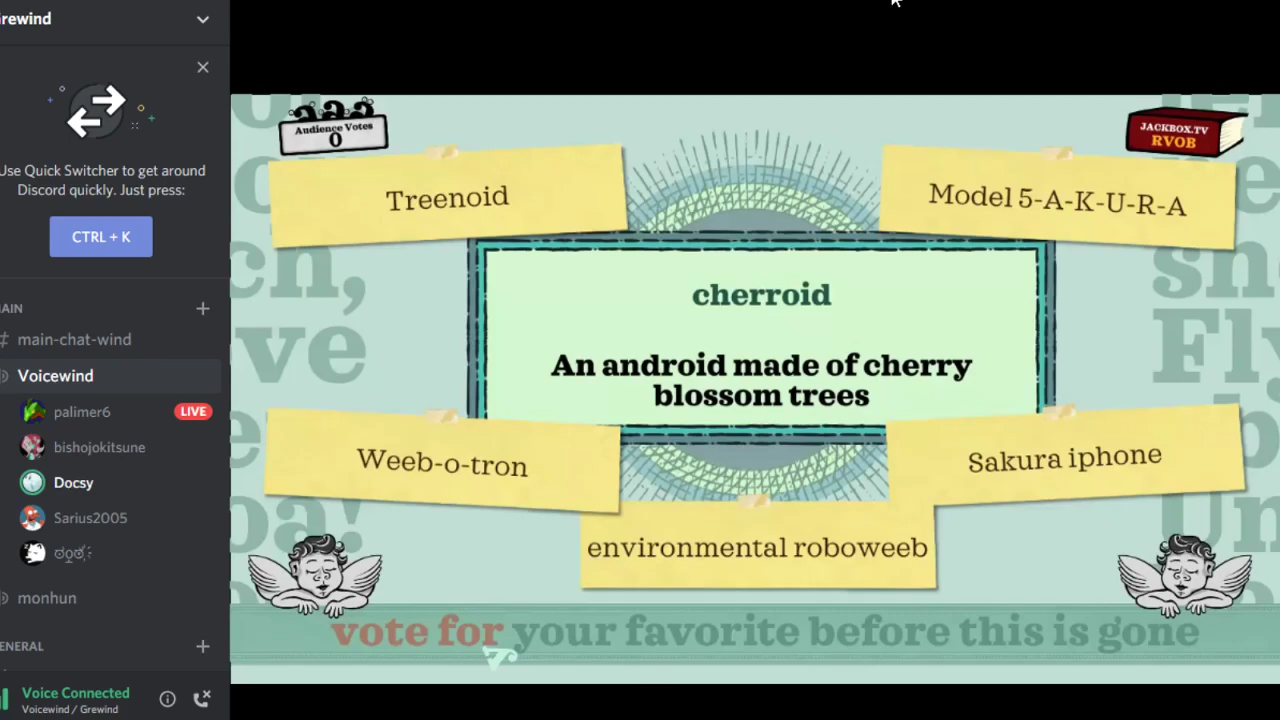 rewind
Use Quick Switcher to get around
Discord quickly. Just press:
CTRL + K
MAIN
main-chat-wind
Voicewind
palimer6
LIVE
bishojokitsune
Docsy
Sarius2005
monhun
GENERAL
Voice Connected
Voicewind / Grewind
Audience Votes
0
JACKBOX.TV
RVOB
Treenoid
Model 5-A-K-U-R-A
cherroid
An android made of cherry
blossom trees
Weeb-o-tron
Sakura iphone
environmental roboweeb
vote for your favorite before this is gone